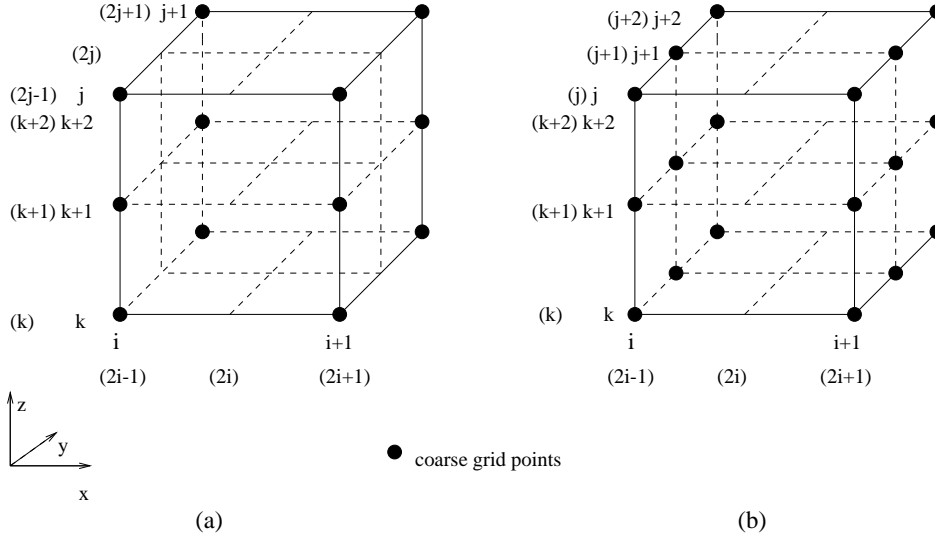 (2j+1) j+1
(2j)
(2j-1) j
(k+2) k+2
(k+1) k+1
(k) k
i i+1
(2i-1) (2i) (2i+1)
(j+2) j+2
(j+1) j+1
(j) j
(k+2) k+2
(k+1) k+1
(k) k
i i+1
(2i-1) (2i) (2i+1)
z
y
x
coarse grid points
(a) (b)